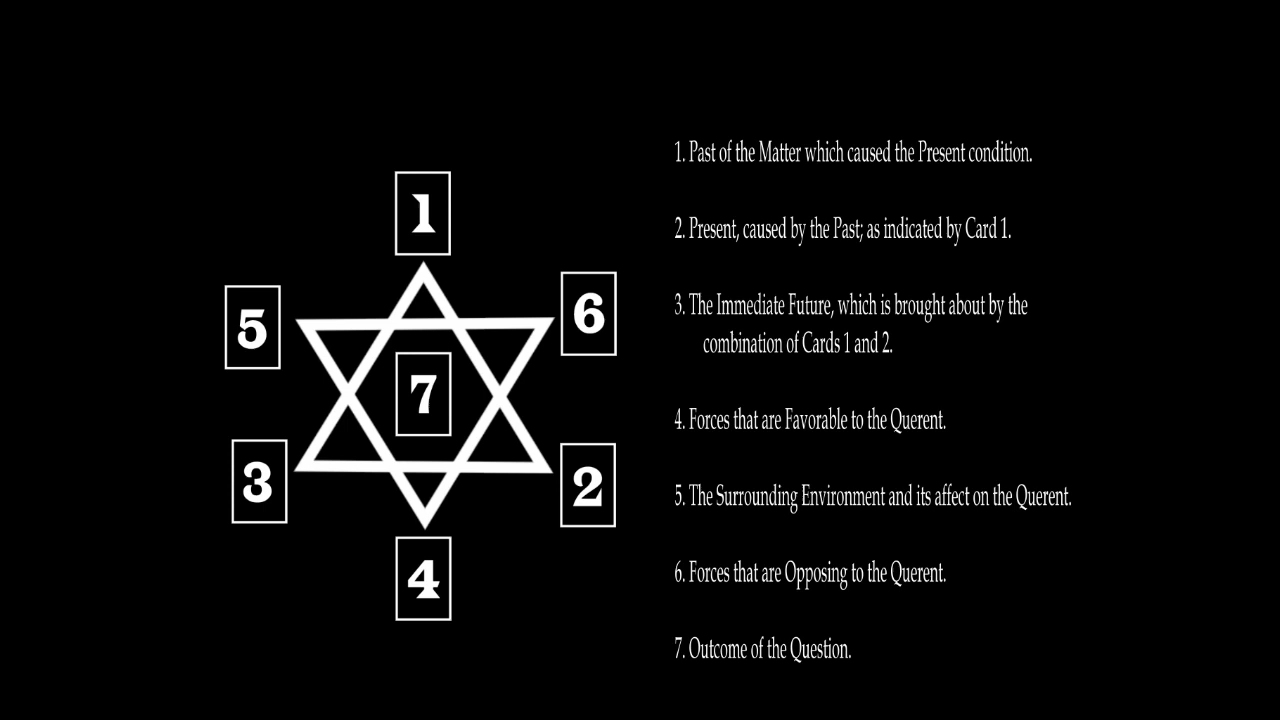 1
5
6
7
3
2
4
1. Past of the Matter which caused the Present condition.
2. Present, caused by the Past; as indicated by Card 1.
3. The Immediate Future, which is brought about by the
combination of Cards 1 and 2.
4. Forces that are Favorable to the Querent.
5. The Surrounding Environment and its affect on the Querent.
6. Forces that are Opposing to the Querent.
7. Outcome of the Question.